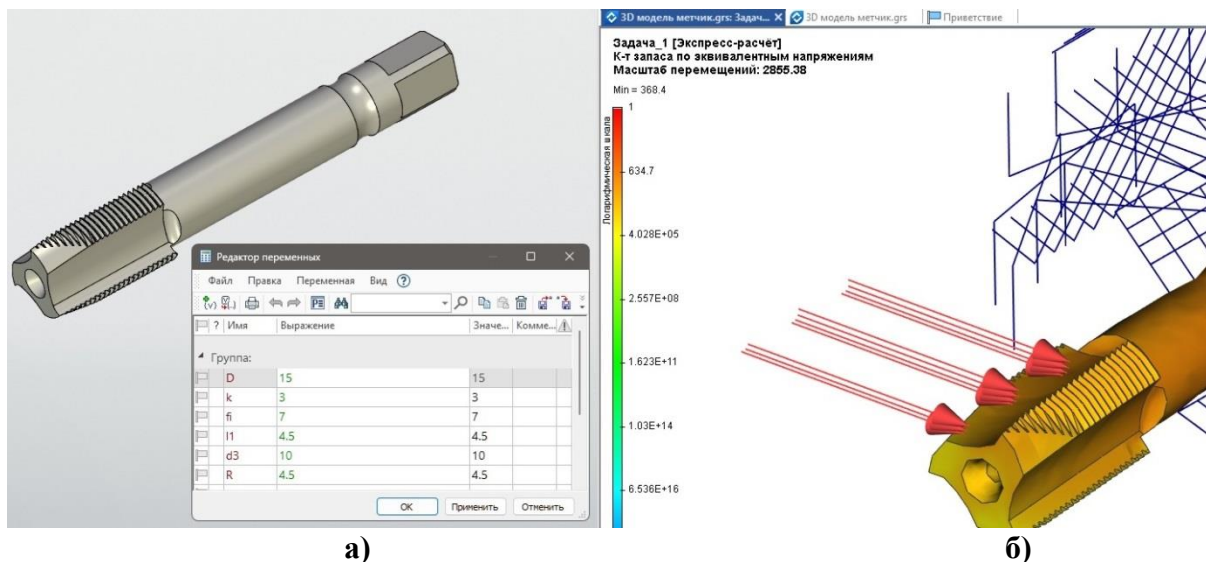 3D модель метчик.grs: Задач...
3D модель метчик.grs
Приветствие
Задача_1 [Экспресс-расчёт]
К-т запаса по эквивалентным напряжениям
Масштаб перемещений: 2855.38
Min = 368.4
Логарифмическая шкала
1
634.7
4.028E+05
2.557E+08
1.623E+11
1.03E+14
6.536E+16
Редактор переменных
Файл Правка Переменная Вид ?
? Имя Выражение Значе... Комме...
Группа:
D 15 15
k 3 3
fi 7 7
l1 4.5 4.5
d3 10 10
R 4.5 4.5
ОК Применить Отменить
а) б)